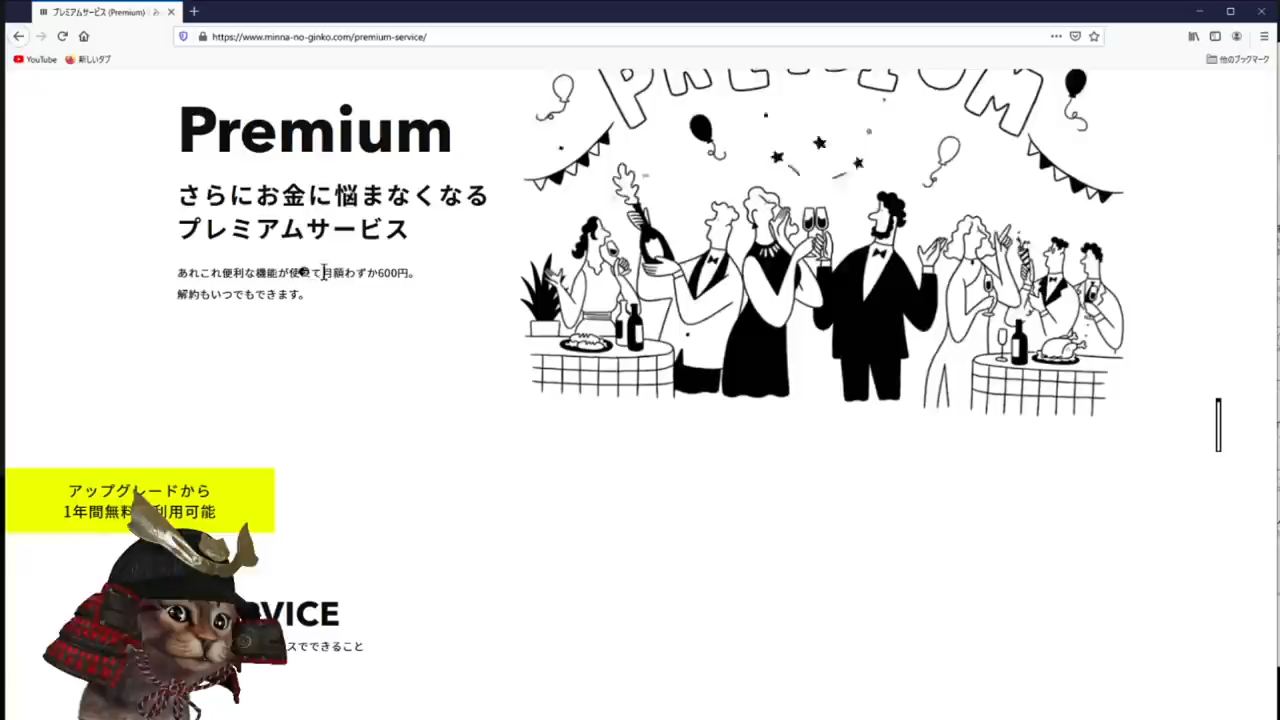 プレミアムサービス (Premium) | み
https://www.minna-no-ginko.com/premium-service/
YouTube
新しいタブ
他のブックマーク
PREMIUM
Premium
さらにお金に悩まなくなる
プレミアムサービス
あれこれ便利な機能が使えて月額わずか600円。
解約もいつでもできます。
アップグレードから
1年間無料 利用可能
VICE
スでできること